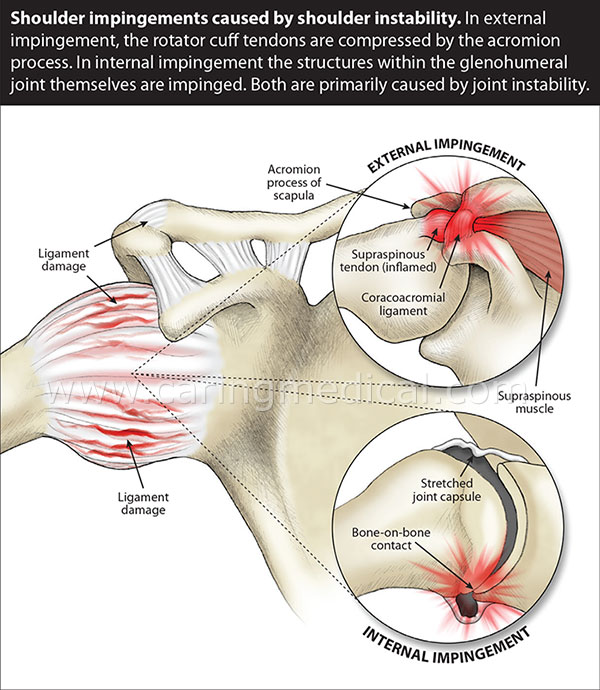 Shoulder impingements caused by shoulder instability. In external
impingement, the rotator cuff tendons are compressed by the acromion
process. In internal impingement the structures within the glenohumeral
joint themselves are impinged. Both are primarily caused by joint instability.
EXTERNAL IMPINGEMENT
Acromion
process of
scapula
Ligament
damage
Supraspinous
tendon (inflamed)
Coracoacromial
ligament
www.caringmedical.com
Supraspinous
muscle
Ligament
damage
Stretched
joint capsule
Bone-on-bone
contact
INTERNAL IMPINGEMENT